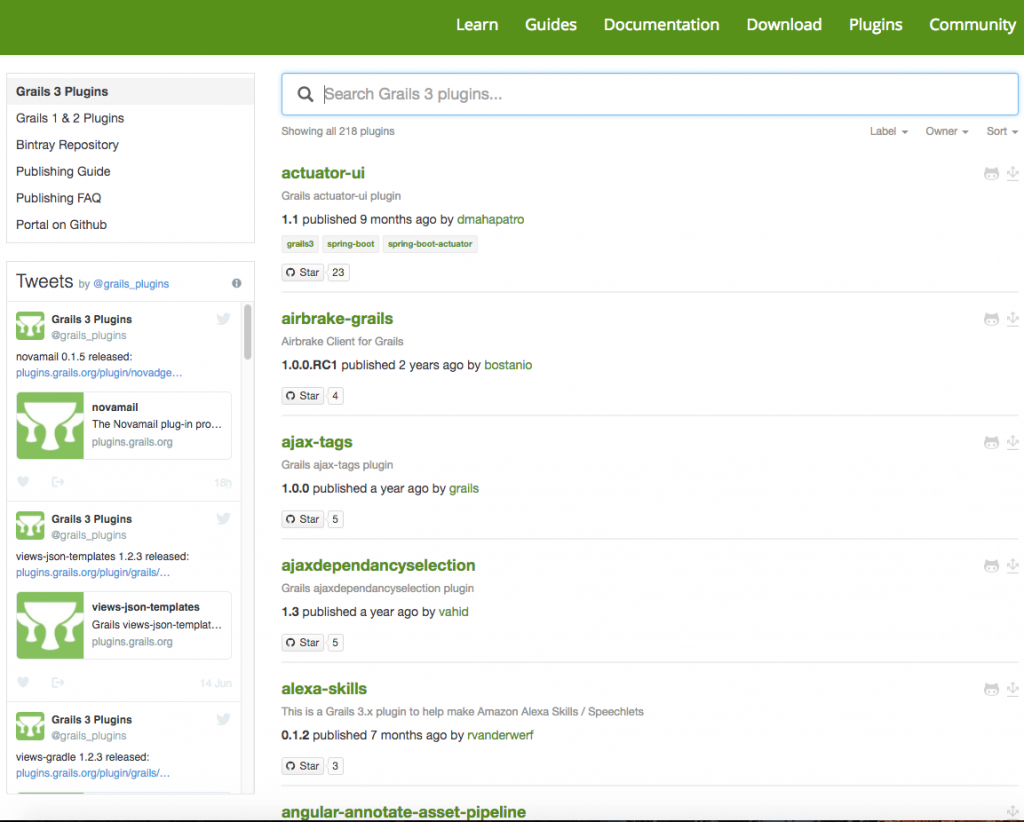 Learn Guides Documentation Download Plugins Community
Grails 3 Plugins
Grails 1 & 2 Plugins
Bintray Repository
Publishing Guide
Publishing FAQ
Portal on Github
Tweets by @grails_plugins
Grails 3 Plugins
@grails_plugins
novamail 0.1.5 released:
plugins.grails.org/plugin/novadge…
novamail
The Novamail plug-in pro…
plugins.grails.org
18h
Grails 3 Plugins
@grails_plugins
views-json-templates 1.2.3 released:
plugins.grails.org/plugin/grails/…
views-json-templates
Grails views-json-templat…
plugins.grails.org
14 Jun
Grails 3 Plugins
@grails_plugins
views-gradle 1.2.3 released:
plugins.grails.org/plugin/grails/…
Search Grails 3 plugins...
Showing all 218 plugins
Label Owner Sort
actuator-ui
Grails actuator-ui plugin
1.1 published 9 months ago by dmahapatro
grails3 spring-boot spring-boot-actuator
Star 23
airbrake-grails
Airbrake Client for Grails
1.0.0.RC1 published 2 years ago by bostanio
Star 4
ajax-tags
Grails ajax-tags plugin
1.0.0 published a year ago by grails
Star 5
ajaxdependancyselection
Grails ajaxdependancyselection plugin
1.3 published a year ago by vahid
Star 5
alexa-skills
This is a Grails 3.x plugin to help make Amazon Alexa Skills / Speechlets
0.1.2 published 7 months ago by rvanderwerf
Star 3
angular-annotate-asset-pipeline